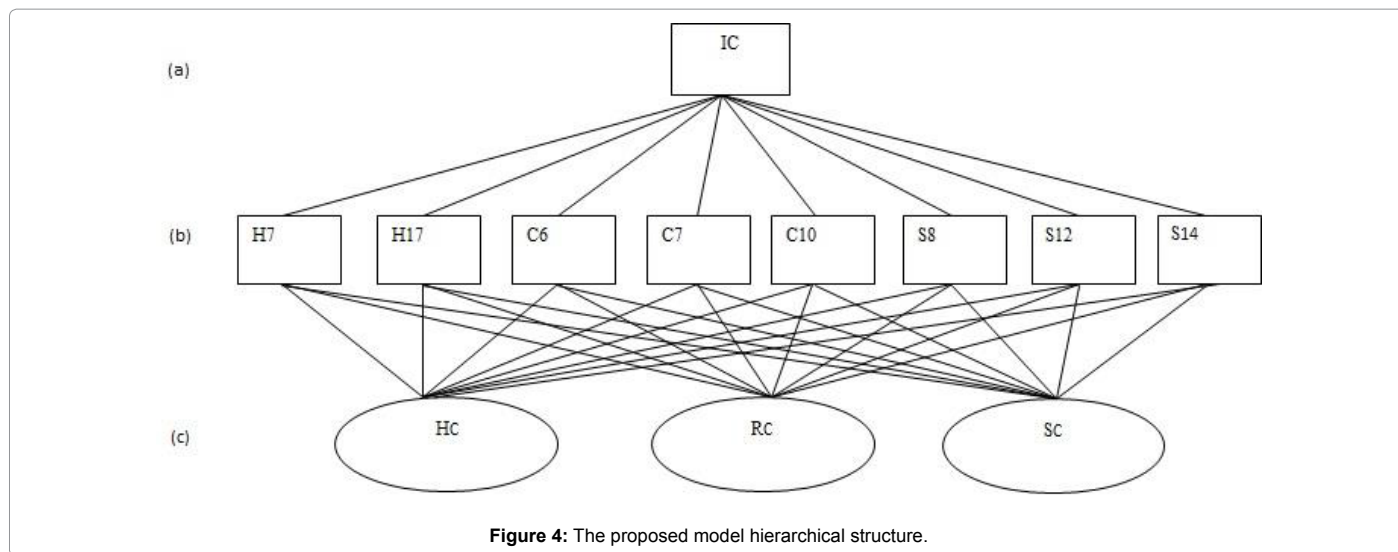 (a) IC
(b) H7 H17 C6 C7 C10 S8 S12 S14
(c) Hc Rc Sc
Figure 4: The proposed model hierarchical structure.